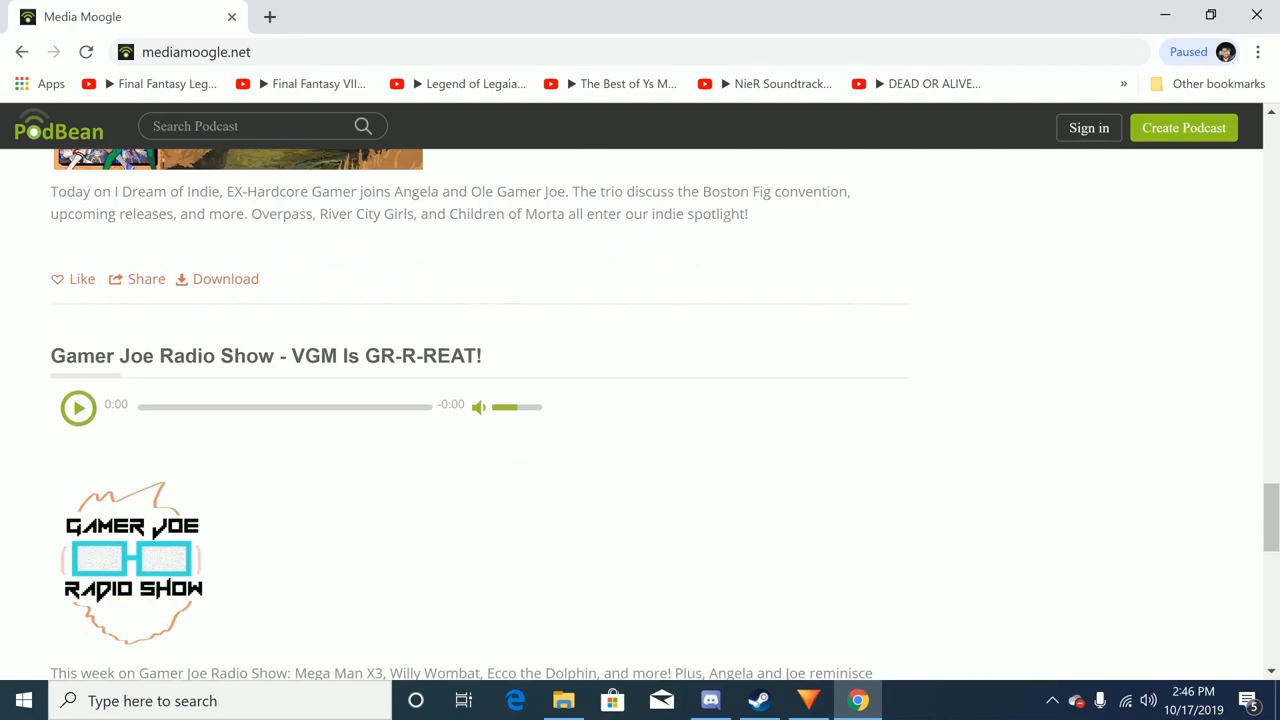 Media Moogle
mediamoogle.net
Paused
Apps
Final Fantasy Leg...
Final Fantasy VII...
Legend of Legaia...
The Best of Ys M...
NieR Soundtrack...
DEAD OR ALIVE...
»
Other bookmarks
PodBean
Search Podcast
Sign in
Create Podcast
Today on I Dream of Indie, EX-Hardcore Gamer joins Angela and Ole Gamer Joe. The trio discuss the Boston Fig convention,
upcoming releases, and more. Overpass, River City Girls, and Children of Morta all enter our indie spotlight!
Like
Share
Download
Gamer Joe Radio Show - VGM Is GR-R-REAT!
0:00
-0:00
GAMER JOE
RADIO SHOW
This week on Gamer Joe Radio Show: Mega Man X3, Willy Wombat, Ecco the Dolphin, and more! Plus, Angela and Joe reminisce
Type here to search
2:46 PM
10/17/2019
5